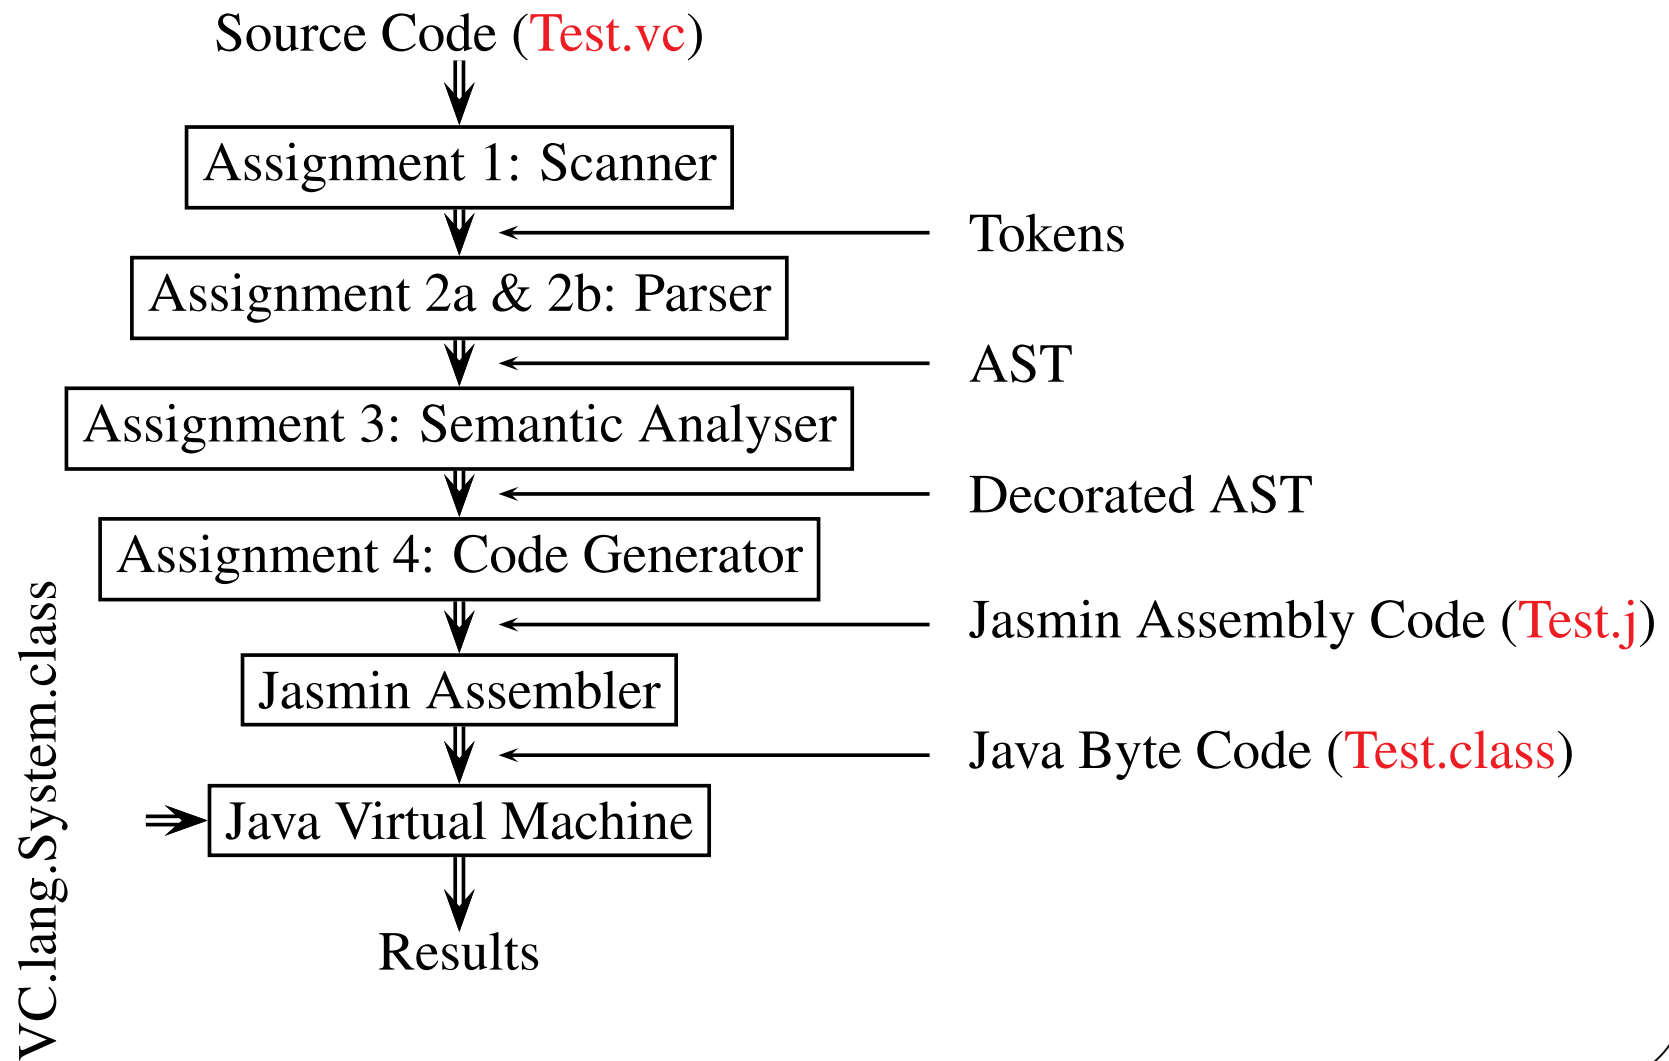 Source Code (Test.vc)
Assignment 1: Scanner
Tokens
Assignment 2a & 2b: Parser
AST
Assignment 3: Semantic Analyser
Decorated AST
Assignment 4: Code Generator
Jasmin Assembly Code (Test.j)
Jasmin Assembler
Java Byte Code (Test.class)
VC.lang.System.class
Java Virtual Machine
Results